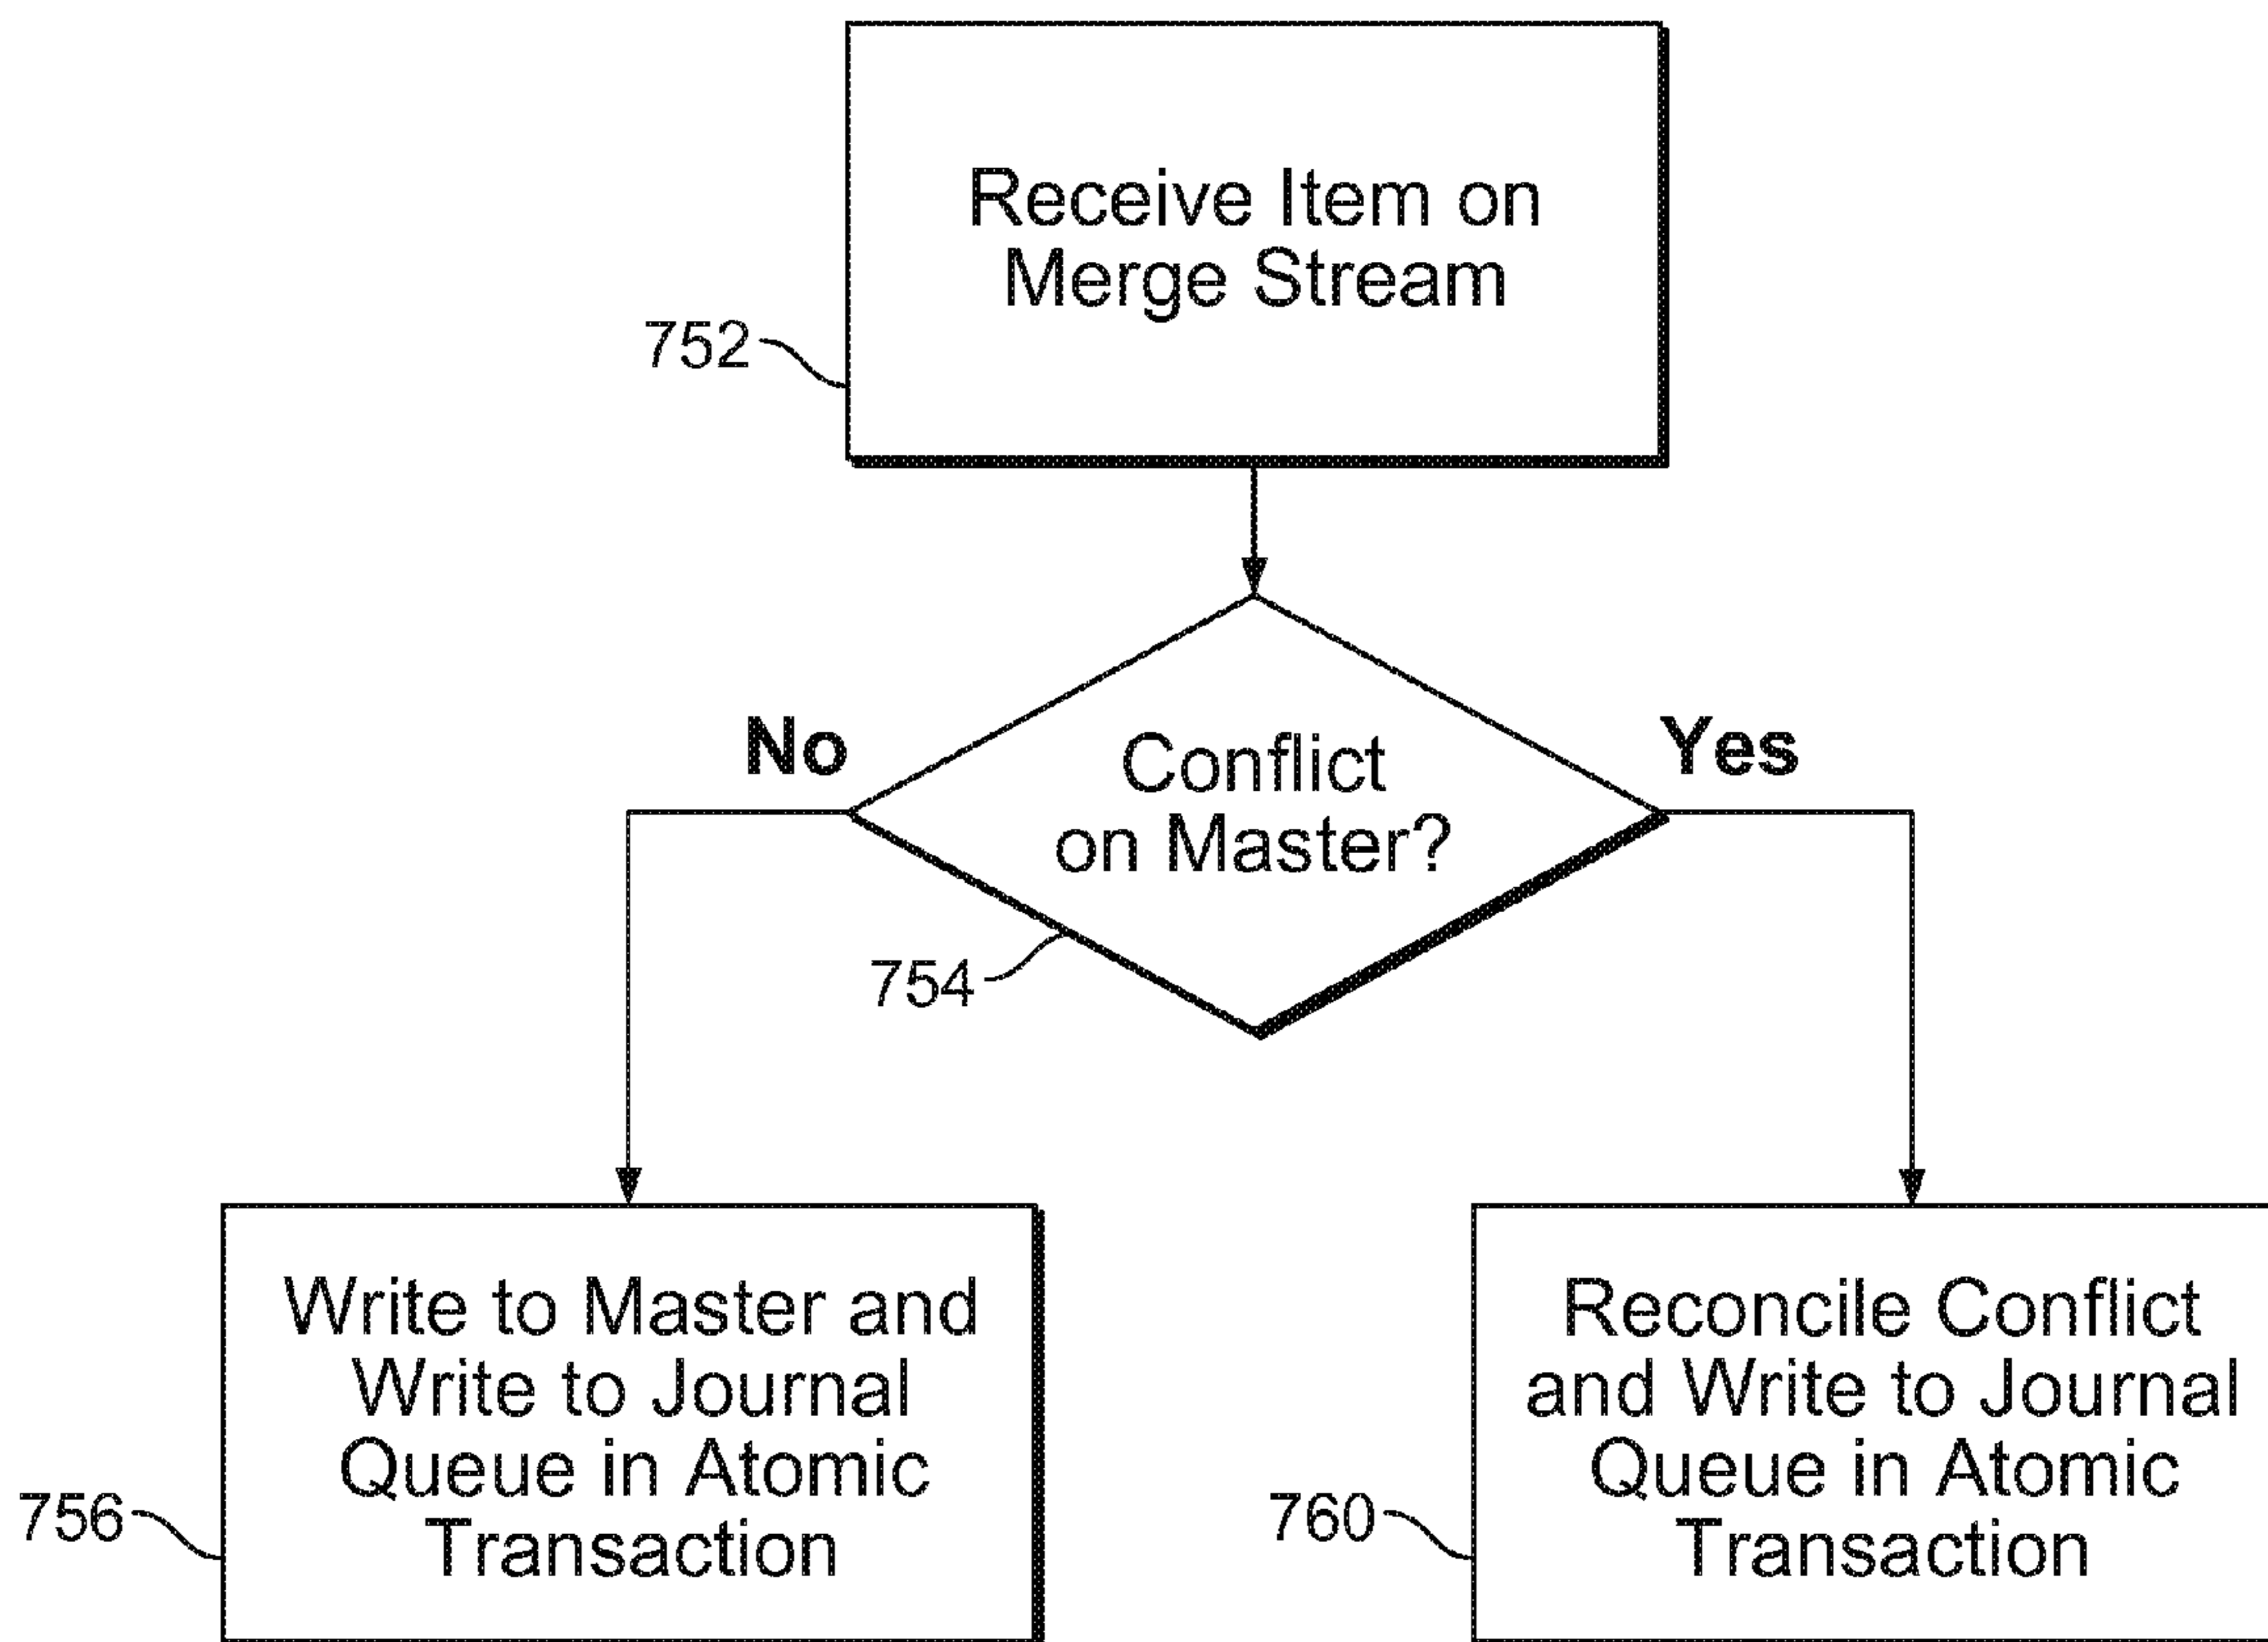 Receive Item on
Merge Stream
752
No
Yes
Conflict
on Master?
754
Write to Master and
Write to Journal
Queue in Atomic
Transaction
756
Reconcile Conflict
and Write to Journal
Queue in Atomic
Transaction
760